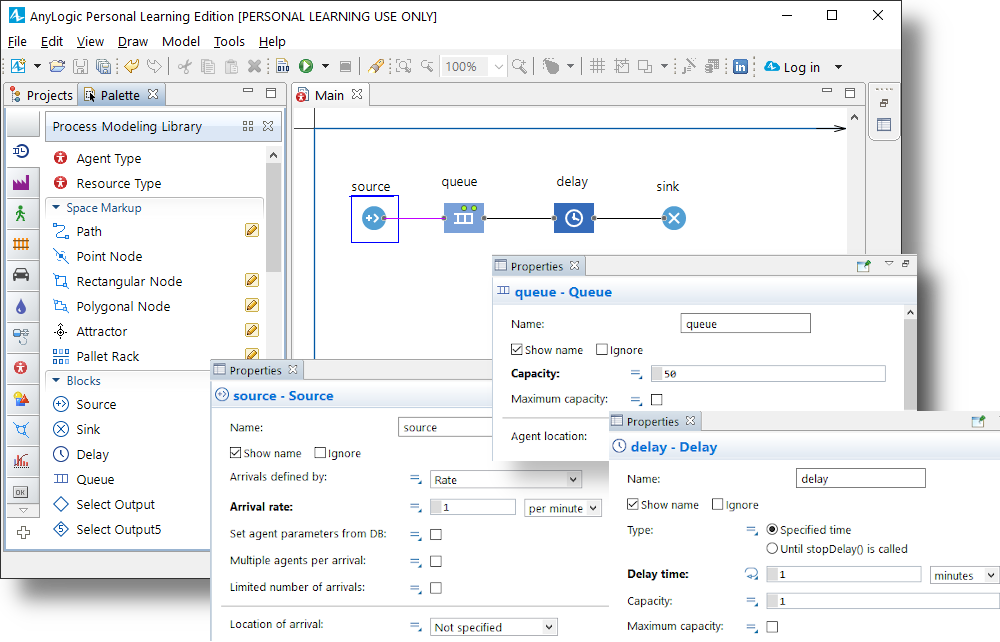 AnyLogic Personal Learning Edition [PERSONAL LEARNING USE ONLY]
File Edit View Draw Model Tools Help
100% Log in
Projects Palette
Main
Process Modeling Library
Agent Type
Resource Type
Space Markup
Path
Point Node
Rectangular Node
Polygonal Node
Attractor
Pallet Rack
Blocks
Source
Sink
Delay
Queue
Select Output
Select Output5
source
queue
delay
sink
Properties
queue - Queue
Name: queue
Show name Ignore
Capacity: 50
Maximum capacity:
Agent location:
Properties
source - Source
Name: source
Show name Ignore
Arrivals defined by: Rate
Arrival rate: 1 per minute
Set agent parameters from DB:
Multiple agents per arrival:
Limited number of arrivals:
Location of arrival: Not specified
Properties
delay - Delay
Name: delay
Show name Ignore
Type: Specified time
Until stopDelay() is called
Delay time: 1 minutes
Capacity: 1
Maximum capacity: